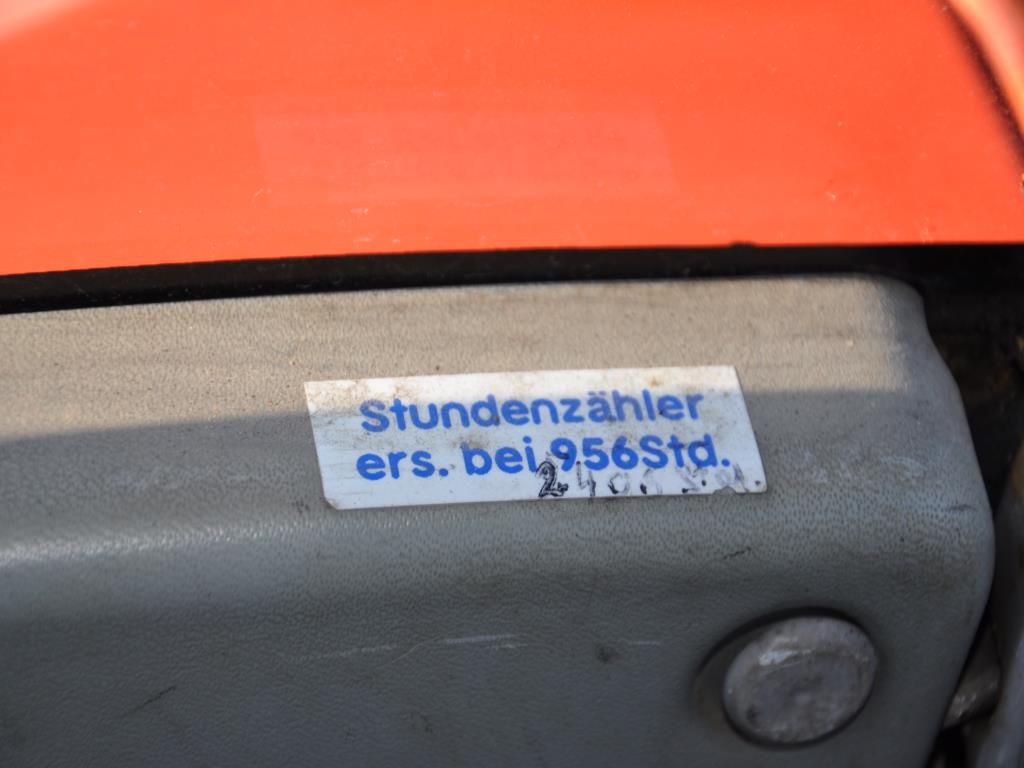 Stundenzähler
ers. bei 956Std.